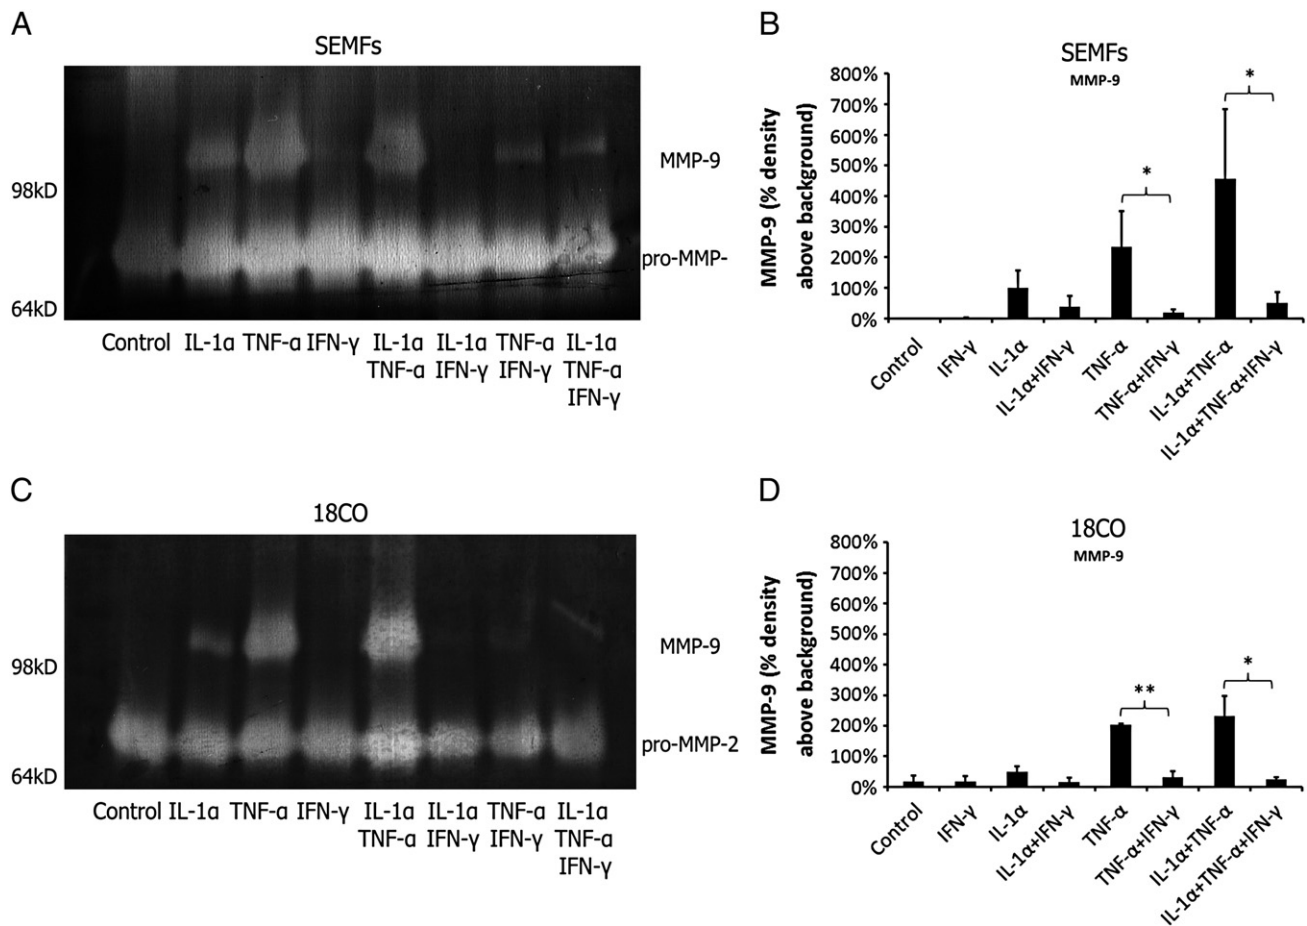 A
SEMFs
MMP-9
98kD
pro-MMP-
64kD
Control IL-1α TNF-α IFN-γ IL-1α IL-1α TNF-α IL-1α
TNF-α IFN-γ IFN-γ TNF-α
IFN-γ
B
SEMFs
MMP-9
MMP-9 (% density
above background)
800%
700%
600%
500%
400%
300%
200%
100%
0%
*
*
Control
IFN-γ
IL-1α
IL-1α+IFN-γ
TNF-α
TNF-α+IFN-γ
IL-1α+TNF-α
IL-1α+TNF-α+IFN-γ
C
18CO
MMP-9
98kD
pro-MMP-2
64kD
Control IL-1α TNF-α IFN-γ IL-1α IL-1α TNF-α IL-1α
TNF-α IFN-γ IFN-γ TNF-α
IFN-γ
D
18CO
MMP-9
MMP-9 (% density
above background)
800%
700%
600%
500%
400%
300%
200%
100%
0%
**
*
Control
IFN-γ
IL-1α
IL-1α+IFN-γ
TNF-α
TNF-α+IFN-γ
IL-1α+TNF-α
IL-1α+TNF-α+IFN-γ